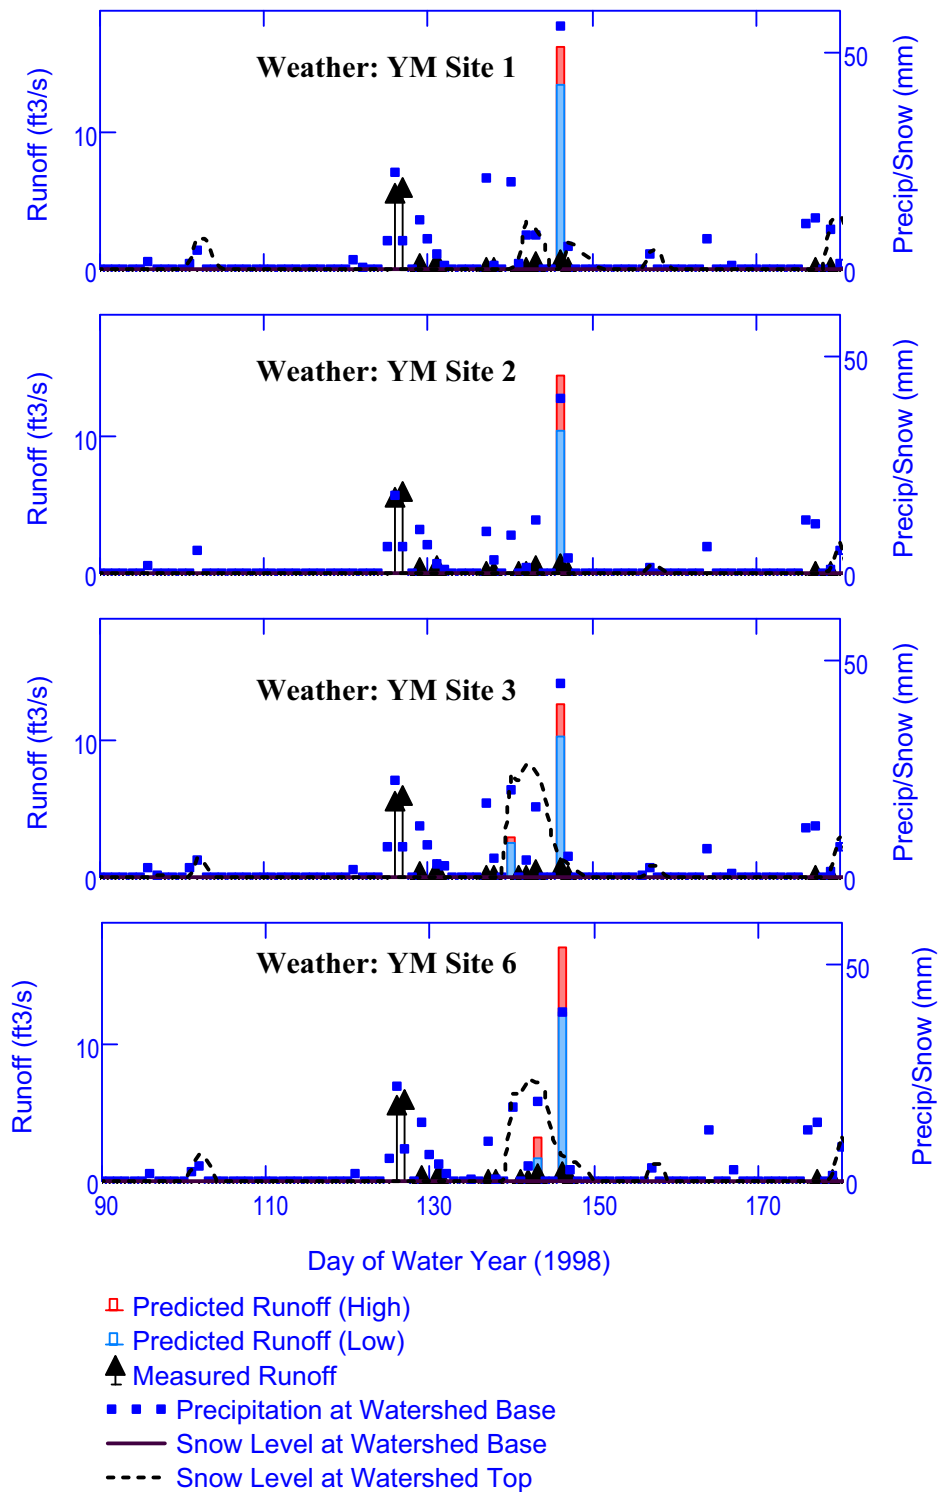 Weather: YM Site 1
Runoff (ft3/s)
10
0
50
0
Precip/Snow (mm)
Weather: YM Site 2
Runoff (ft3/s)
10
0
50
0
Precip/Snow (mm)
Weather: YM Site 3
Runoff (ft3/s)
10
0
50
0
Precip/Snow (mm)
Weather: YM Site 6
Runoff (ft3/s)
10
0
50
0
Precip/Snow (mm)
90 110 130 150 170
Day of Water Year (1998)
Predicted Runoff (High)
Predicted Runoff (Low)
Measured Runoff
Precipitation at Watershed Base
Snow Level at Watershed Base
Snow Level at Watershed Top